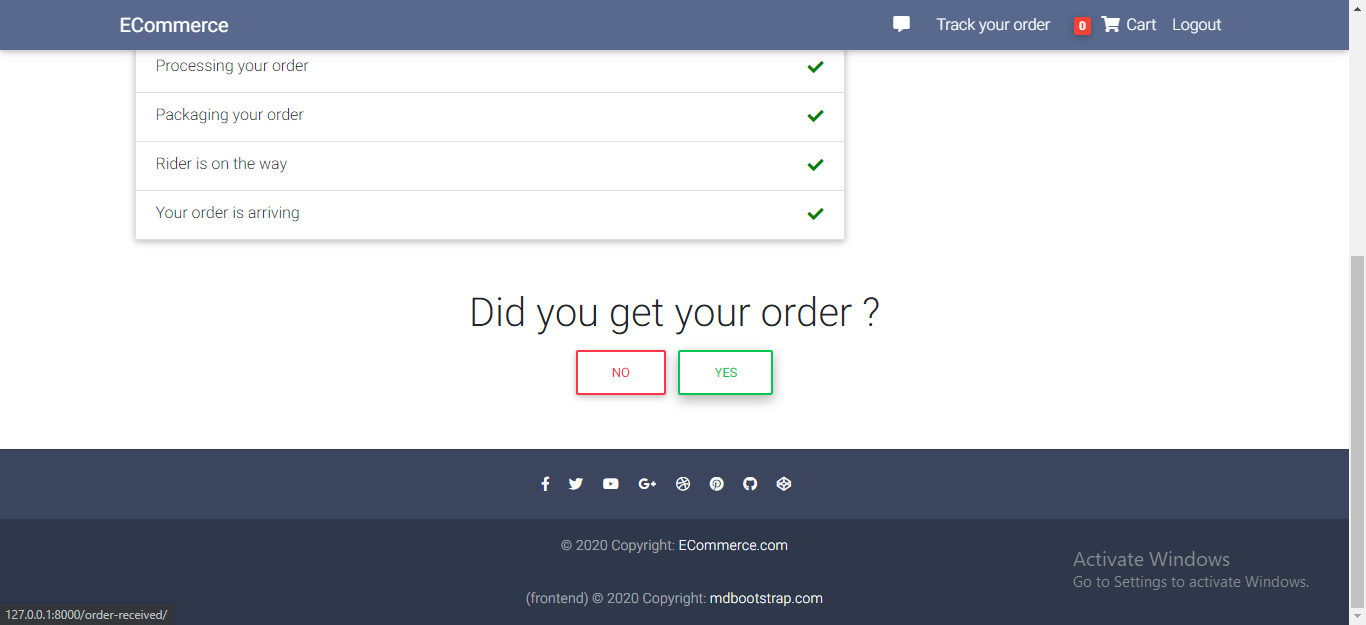 ECommerce Track your order 0 Cart Logout
Processing your order
Packaging your order
Rider is on the way
Your order is arriving
Did you get your order ?
NO YES
© 2020 Copyright: ECommerce.com
Activate Windows
Go to Settings to activate Windows.
(frontend) © 2020 Copyright: mdbootstrap.com
127.0.0.1:8000/order-received/